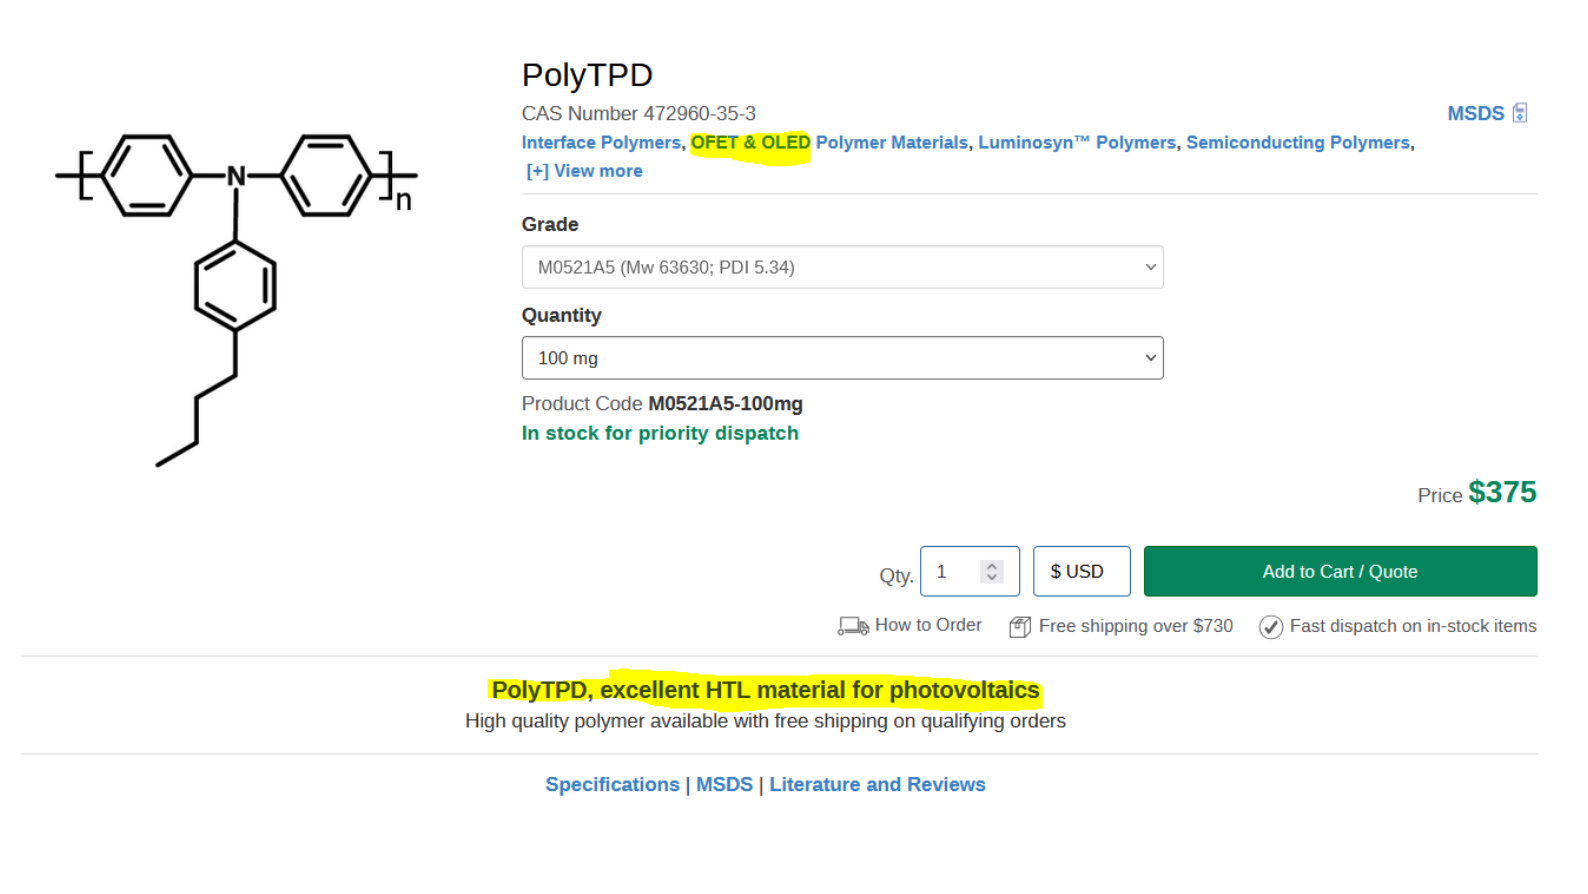 PolyTPD
CAS Number 472960-35-3
MSDS
Interface Polymers, OFET & OLED Polymer Materials, Luminosyn™ Polymers, Semiconducting Polymers,
[+] View more
N
n
Grade
M0521A5 (Mw 63630; PDI 5.34)
Quantity
100 mg
Product Code M0521A5-100mg
In stock for priority dispatch
Price $375
Qty. 1 $ USD Add to Cart / Quote
How to Order Free shipping over $730 Fast dispatch on in-stock items
PolyTPD, excellent HTL material for photovoltaics
High quality polymer available with free shipping on qualifying orders
Specifications | MSDS | Literature and Reviews